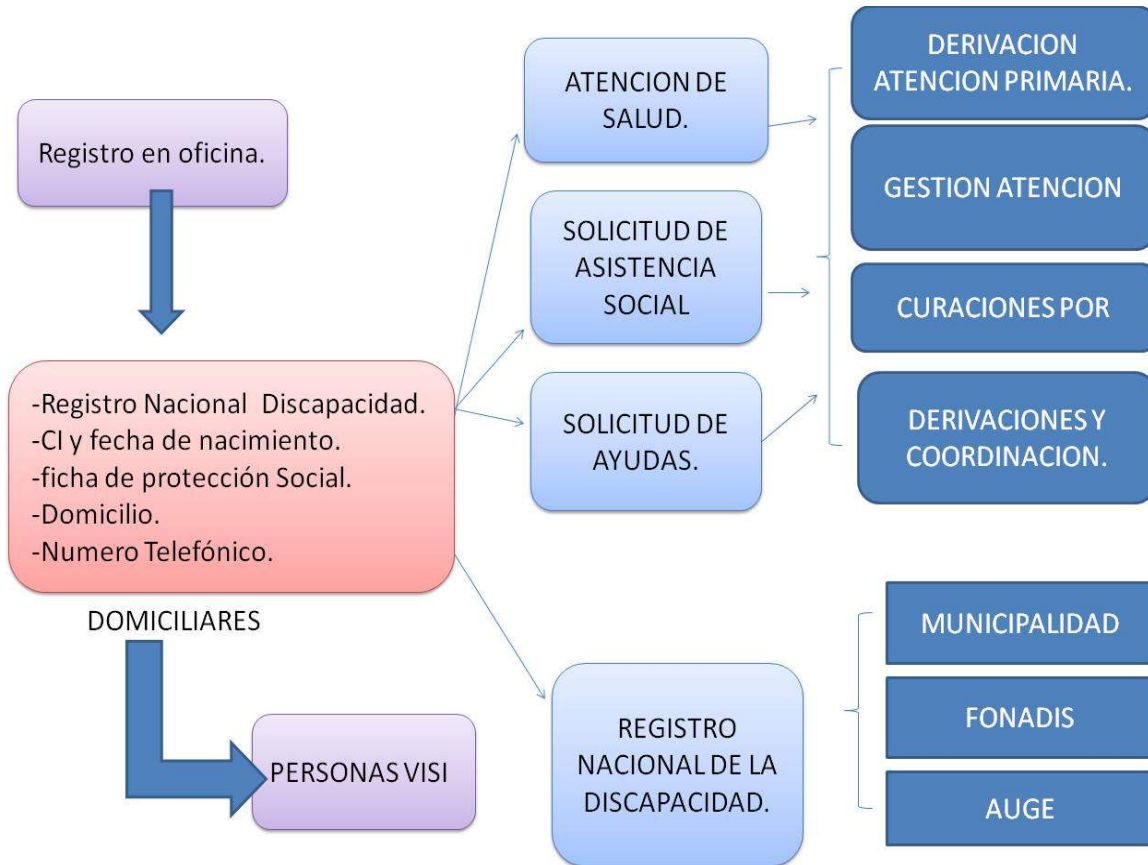 Registro en oficina.
-Registro Nacional Discapacidad.
-CI y fecha de nacimiento.
-ficha de protección Social.
-Domicilio.
-Numero Telefónico.
DOMICILIARES
PERSONAS VISI
ATENCION DE
SALUD.
SOLICITUD DE
ASISTENCIA
SOCIAL
SOLICITUD DE
AYUDAS.
REGISTRO
NACIONAL DE LA
DISCAPACIDAD.
DERIVACION
ATENCION PRIMARIA.
GESTION ATENCION
CURACIONES POR
DERIVACIONES Y
COORDINACION.
MUNICIPALIDAD
FONADIS
AUGE